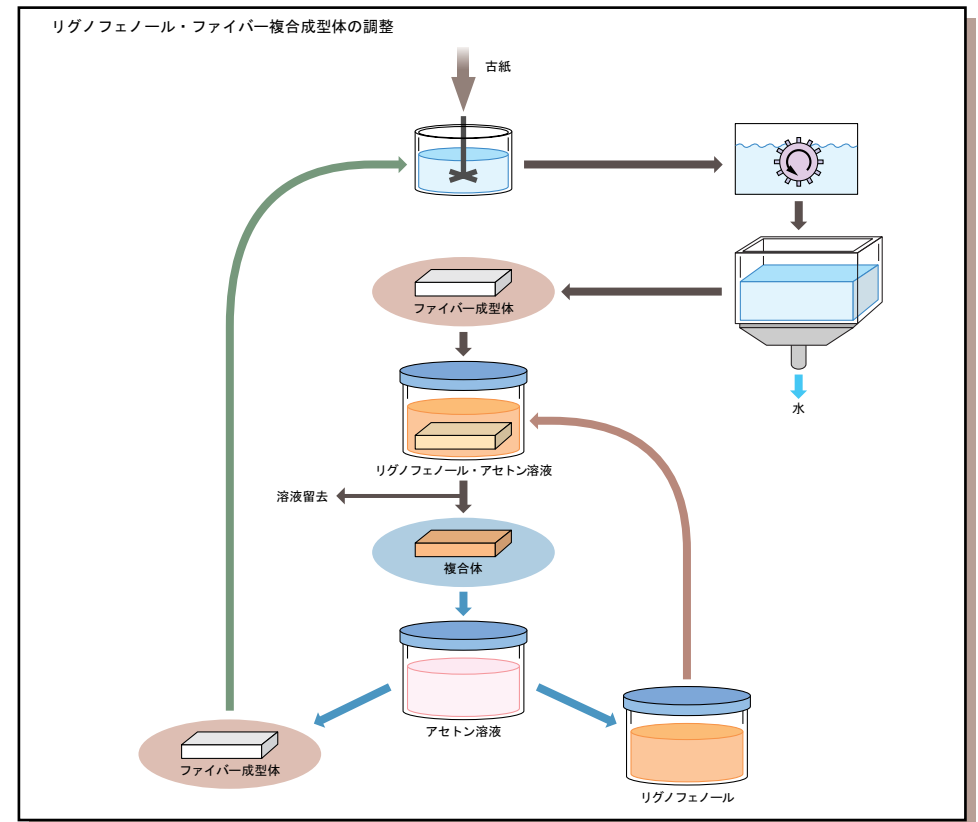 リグノフェノール・ファイバー複合成型体の調整
古紙
ファイバー成型体
水
リグノフェノール・アセトン溶液
溶液留去
複合体
アセトン溶液
ファイバー成型体
リグノフェノール